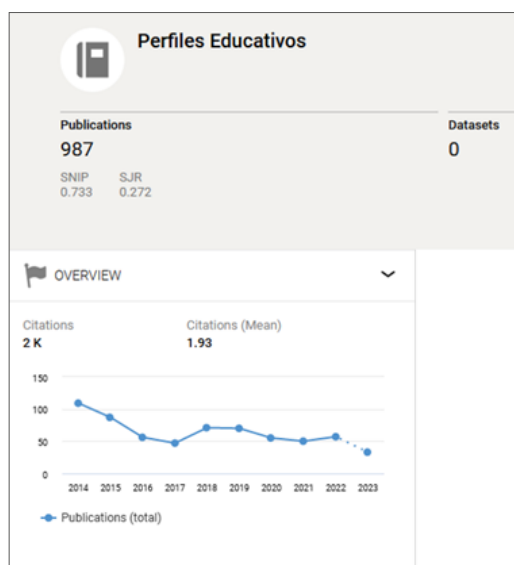 Perfiles Educativos
Publications
987
SNIP SJR
0.733 0.272
Datasets
0
OVERVIEW
Citations Citations (Mean)
2 K 1.93
150
100
50
0
2014 2015 2016 2017 2018 2019 2020 2021 2022 2023
Publications (total)